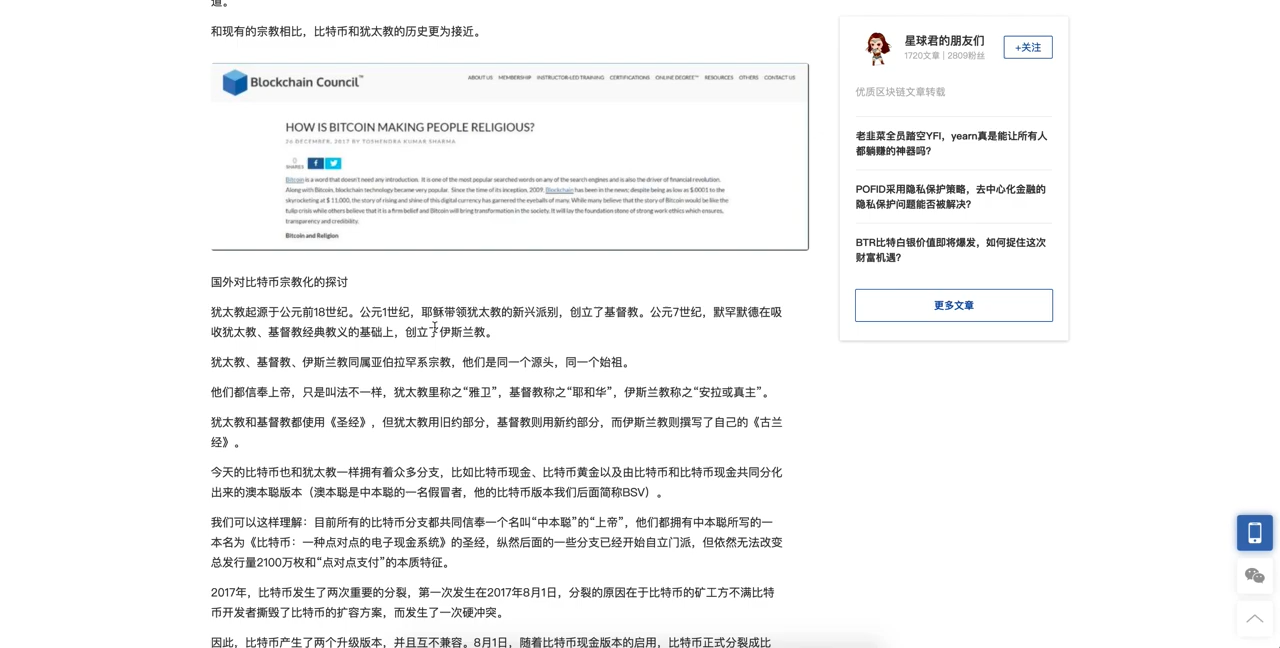 道。
和现有的宗教相比，比特币和犹太教的历史更为接近。
Blockchain Council™
ABOUT US MEMBERSHIP INSTRUCTOR-LED TRAINING CERTIFICATIONS ONLINE DEGREE™ RESOURCES OTHERS CONTACT US
HOW IS BITCOIN MAKING PEOPLE RELIGIOUS?
26 DECEMBER, 2017 BY TOSHENDRA KUMAR SHARMA
0
SHARES
Bitcoin is a word that doesn't need any introduction. It is one of the most popular searched words on any of the search engines and is also the driver of financial revolution.
Along with Bitcoin, blockchain technology became very popular. Since the time of its inception, 2009, Blockchain has been in the news; despite being as low as $.0001 to the
skyrocketing at $ 11,000, the story of rising and shine of this digital currency has garnered the eyeballs of many. While many believe that the story of Bitcoin would be like the
tulip crisis while others believe that it is a firm belief and Bitcoin will bring transformation in the society. It will lay the foundation stone of strong work ethics which ensures,
transparency and credibility.
Bitcoin and Religion
国外对比特币宗教化的探讨
犹太教起源于公元前18世纪。公元1世纪，耶稣带领犹太教的新兴派别，创立了基督教。公元7世纪，默罕默德在吸
收犹太教、基督教经典教义的基础上，创立了伊斯兰教。
犹太教、基督教、伊斯兰教同属亚伯拉罕系宗教，他们是同一个源头，同一个始祖。
他们都信奉上帝，只是叫法不一样，犹太教里称之“雅卫”，基督教称之“耶和华”，伊斯兰教称之“安拉或真主”。
犹太教和基督教都使用《圣经》，但犹太教用旧约部分，基督教则用新约部分，而伊斯兰教则撰写了自己的《古兰
经》。
今天的比特币也和犹太教一样拥有着众多分支，比如比特币现金、比特币黄金以及由比特币和比特币现金共同分化
出来的澳本聪版本（澳本聪是中本聪的一名假冒者，他的比特币版本我们后面简称BSV）。
我们可以这样理解：目前所有的比特币分支都共同信奉一个名叫“中本聪”的“上帝”，他们都拥有中本聪所写的一
本名为《比特币：一种点对点的电子现金系统》的圣经，纵然后面的一些分支已经开始自立门派，但依然无法改变
总发行量2100万枚和“点对点支付”的本质特征。
2017年，比特币发生了两次重要的分裂，第一次发生在2017年8月1日，分裂的原因在于比特币的矿工方不满比特
币开发者撕毁了比特币的扩容方案，而发生了一次硬冲突。
因此，比特币产生了两个升级版本，并且互不兼容。8月1日，随着比特币现金版本的启用，比特币正式分裂成比
星球君的朋友们
1720文章 | 2809粉丝
+关注
优质区块链文章转载
老韭菜全员踏空YFI，yearn真是能让所有人
都躺赚的神器吗？
POFID采用隐私保护策略，去中心化金融的
隐私保护问题能否被解决？
BTR比特白银价值即将爆发，如何捉住这次
财富机遇？
更多文章